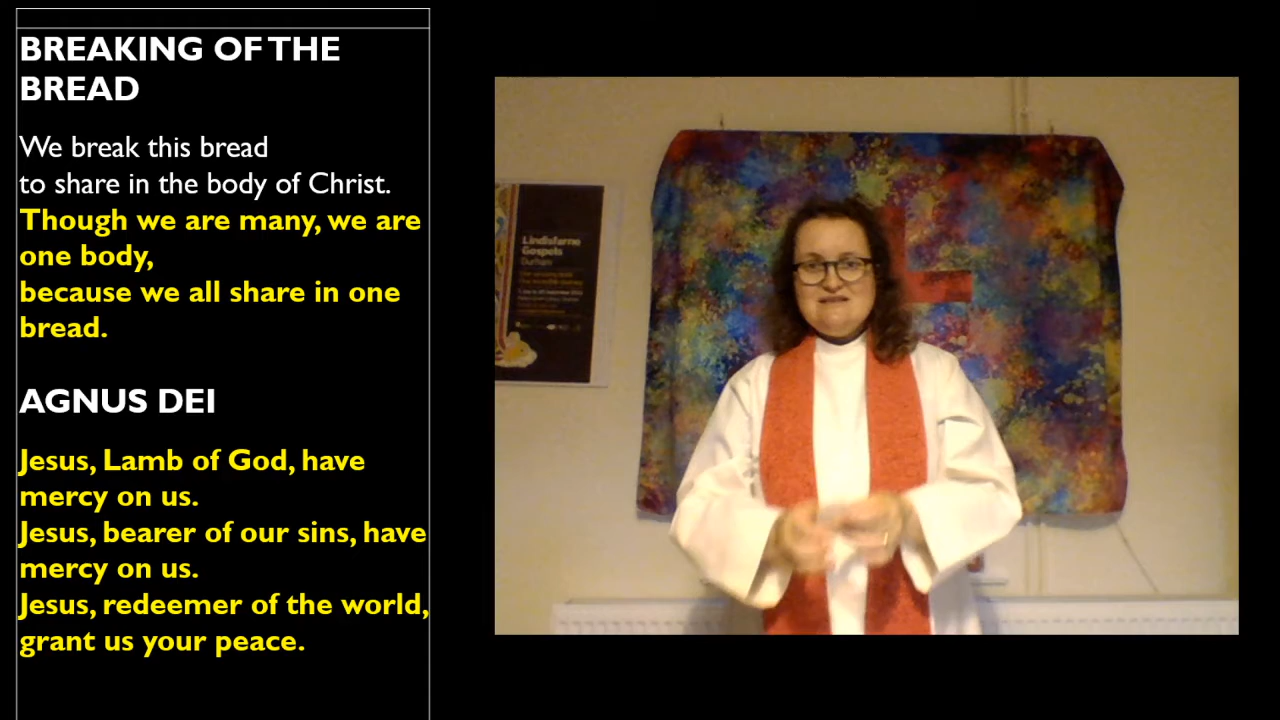 BREAKING OF THE
BREAD
We break this bread
to share in the body of Christ.
Though we are many, we are
one body,
because we all share in one
bread.
AGNUS DEI
Jesus, Lamb of God, have
mercy on us.
Jesus, bearer of our sins, have
mercy on us.
Jesus, redeemer of the world,
grant us your peace.
Lindisfarne
Gospels
Durham